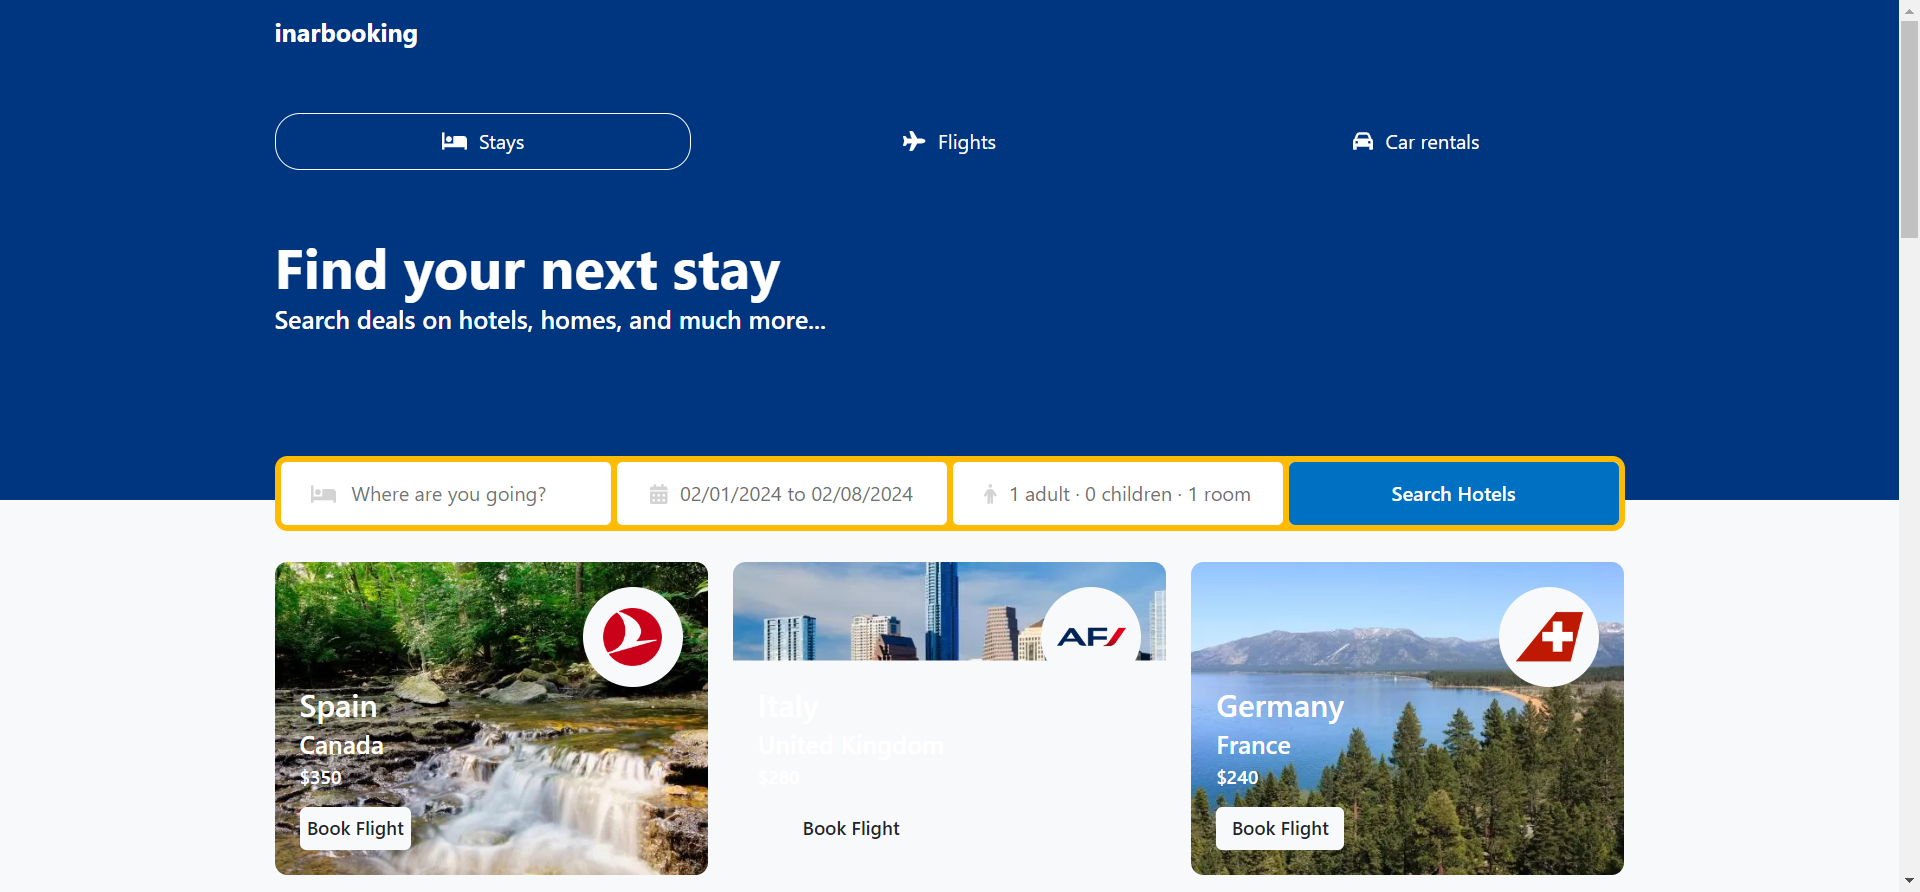 inarbooking
Stays
Flights
Car rentals
Find your next stay
Search deals on hotels, homes, and much more...
Where are you going?
02/01/2024 to 02/08/2024
1 adult · 0 children · 1 room
Search Hotels
AF
Spain
Canada
$350
Book Flight
Italy
United Kingdom
$280
Book Flight
Germany
France
$240
Book Flight